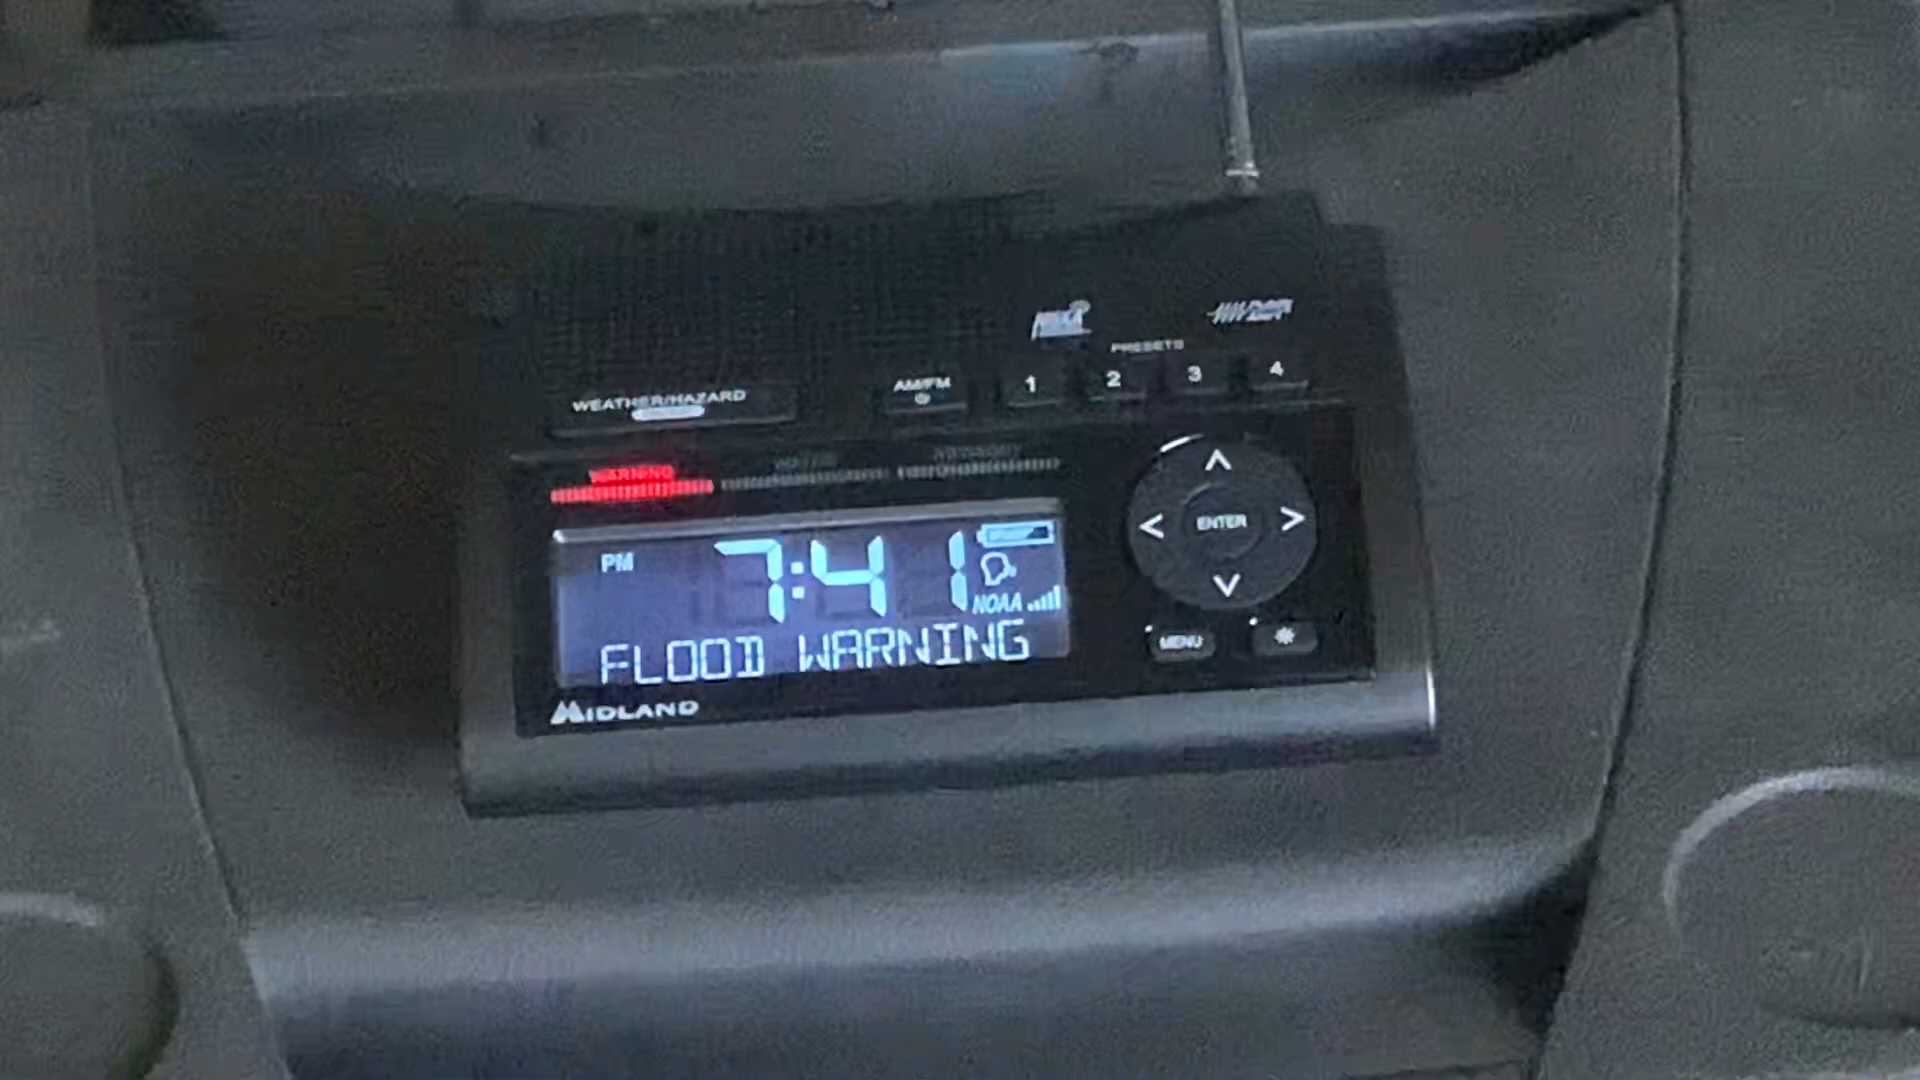 PRESETS
WEATHER/HAZARD
AM/FM
1 2 3 4
WARNING
PM 7:41
NOAA
FLOOD WARNING
MIDLAND
ENTER
MENU